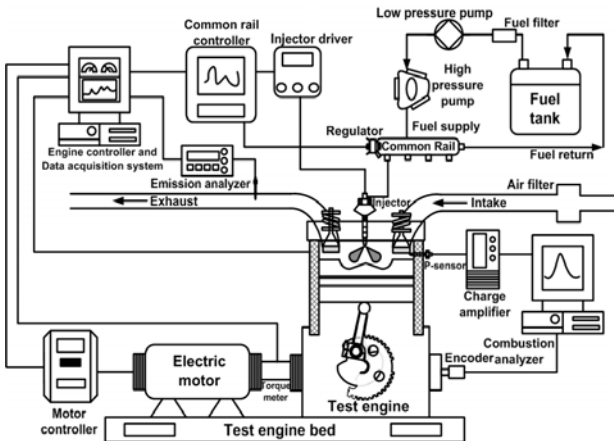 Common rail
controller
Injector driver
Low pressure pump
Fuel filter
High
pressure
pump
Fuel
tank
Regulator
Fuel supply
Common Rail
Fuel return
Engine controller and
Data acquisition system
Emission analyzer
Exhaust
Injector
Air filter
Intake
P-sensor
Charge
amplifier
Combustion
analyzer
Encoder
Electric
motor
Torque
meter
Motor
controller
Test engine
Test engine bed